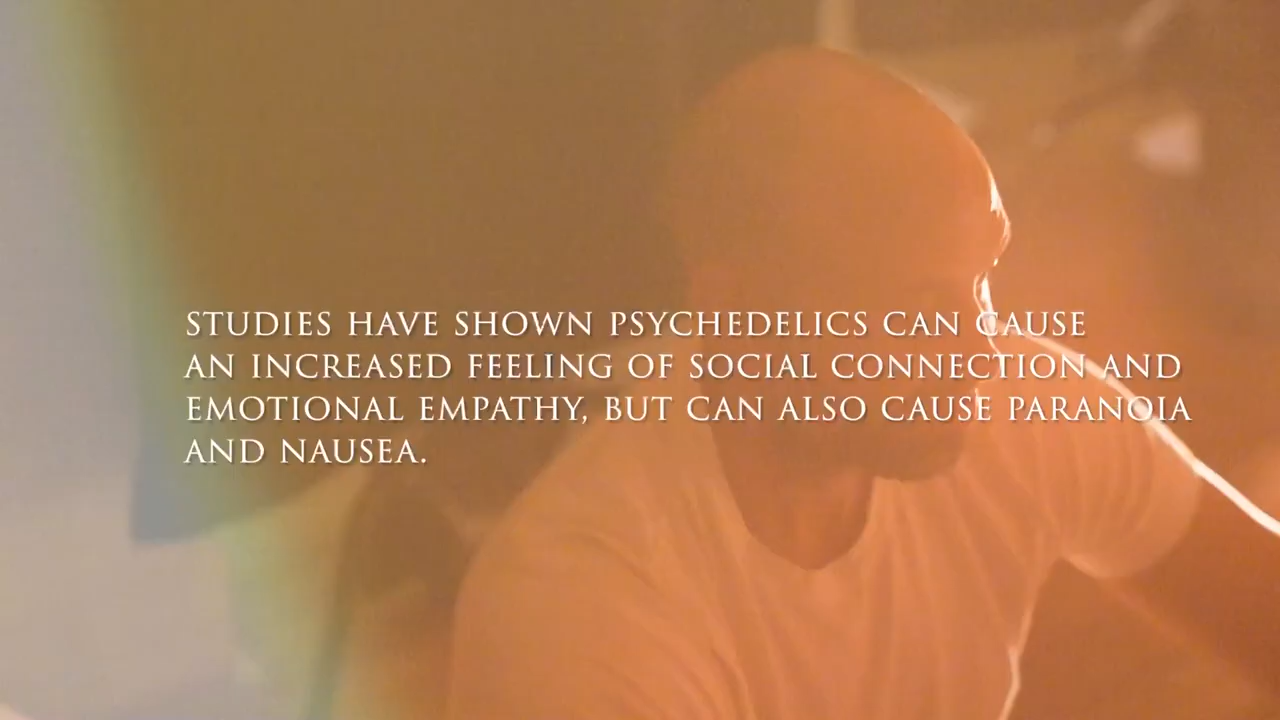 STUDIES HAVE SHOWN PSYCHEDELICS CAN CAUSE
AN INCREASED FEELING OF SOCIAL CONNECTION AND
EMOTIONAL EMPATHY, BUT CAN ALSO CAUSE PARANOIA
AND NAUSEA.